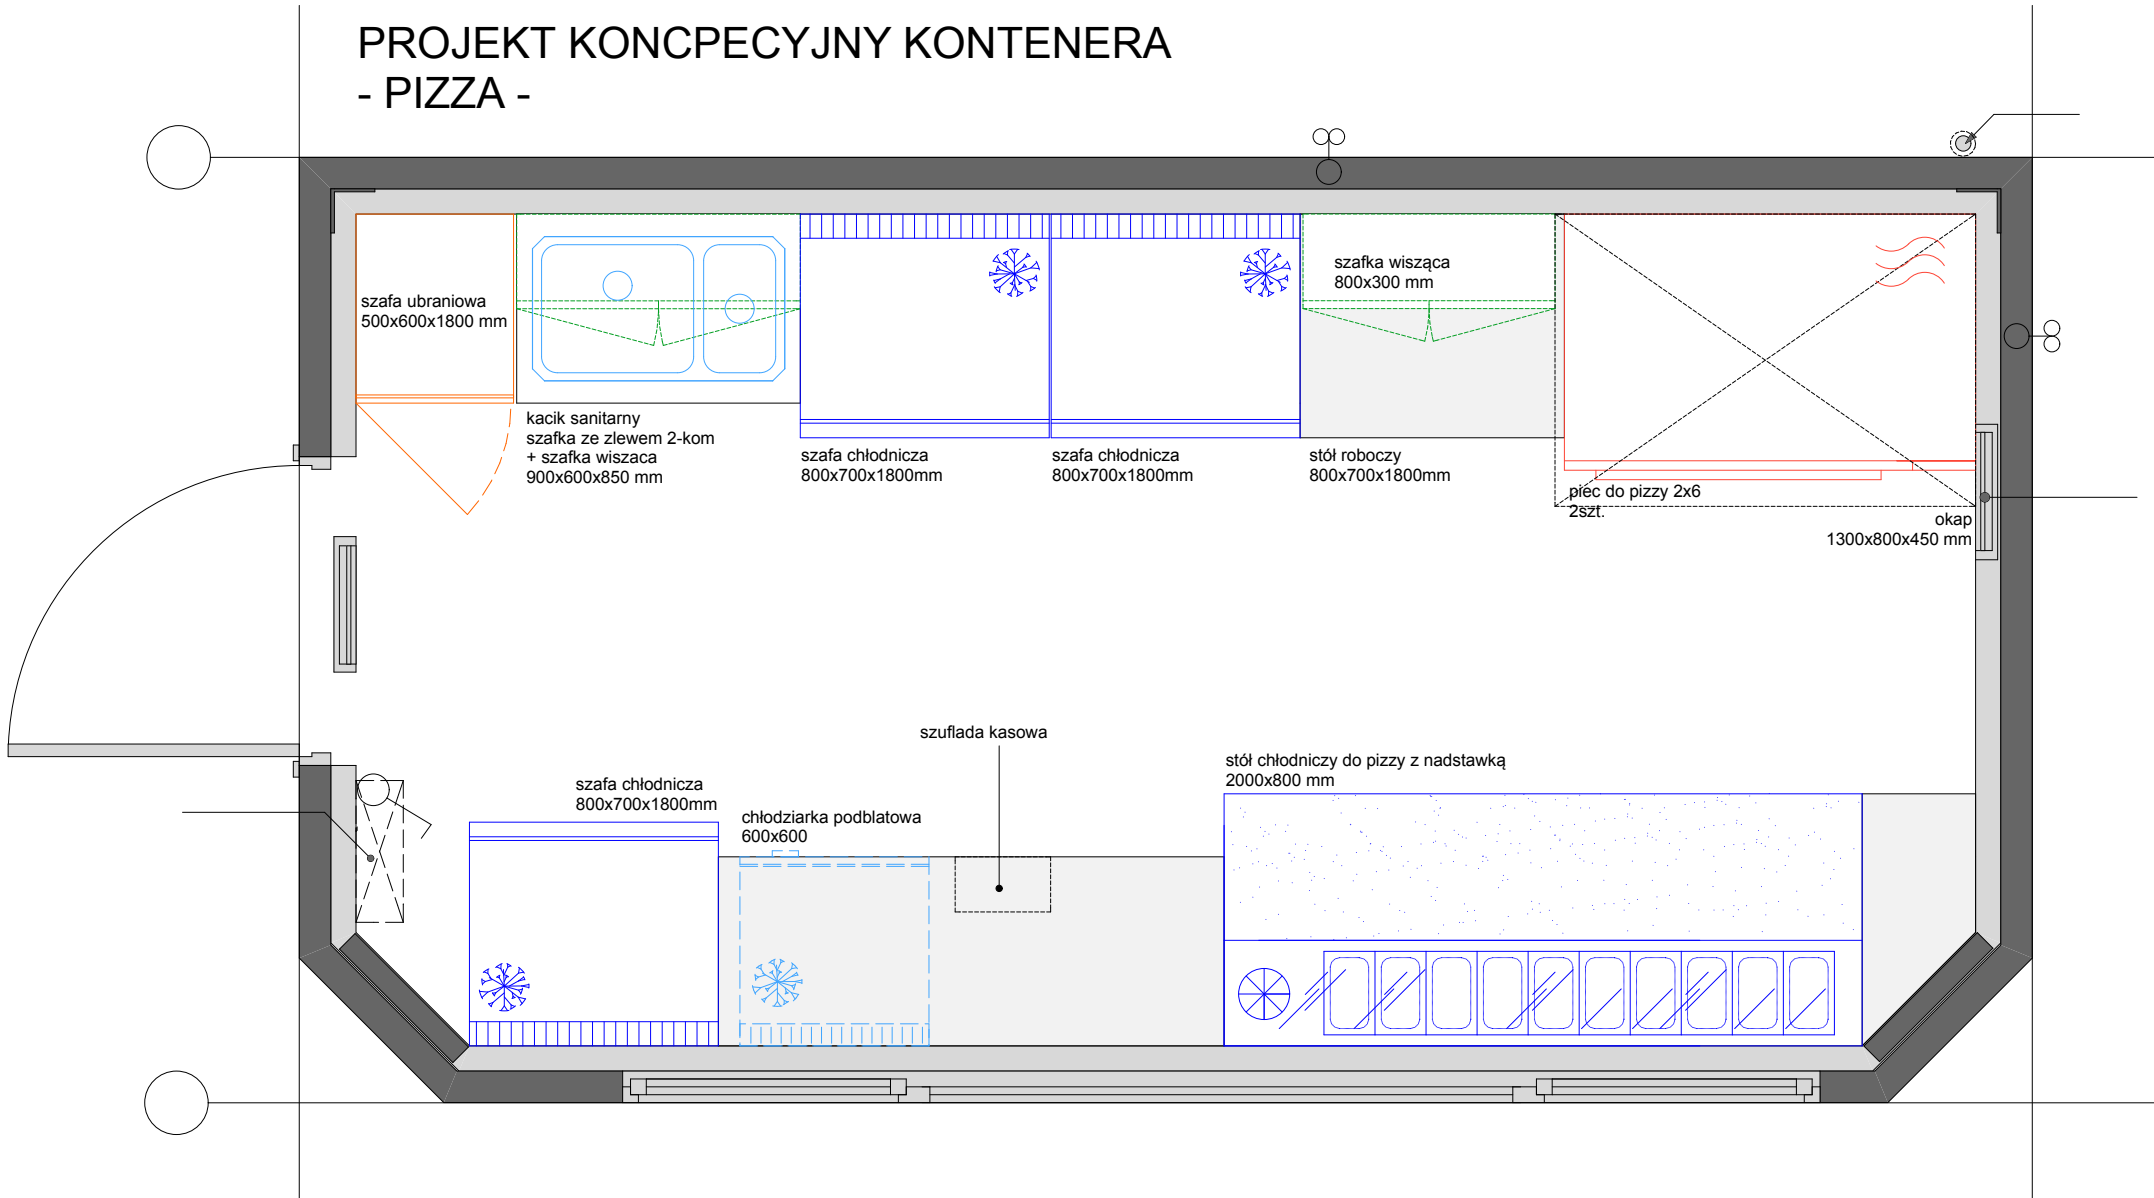 PROJEKT KONCPECYJNY KONTENERA
- PIZZA -
szafa ubraniowa
500x600x1800 mm
kacik sanitarny
szafka ze zlewem 2-kom
+ szafka wisząca
900x600x850 mm
szafa chłodnicza
800x700x1800mm
szafa chłodnicza
800x700x1800mm
szafka wisząca
800x300 mm
stół roboczy
800x700x1800mm
piec do pizzy 2x6
2szt.
okap
1300x800x450 mm
szuflada kasowa
szafa chłodnicza
800x700x1800mm
chłodziarka podblatowa
600x600
stół chłodniczy do pizzy z nadstawką
2000x800 mm